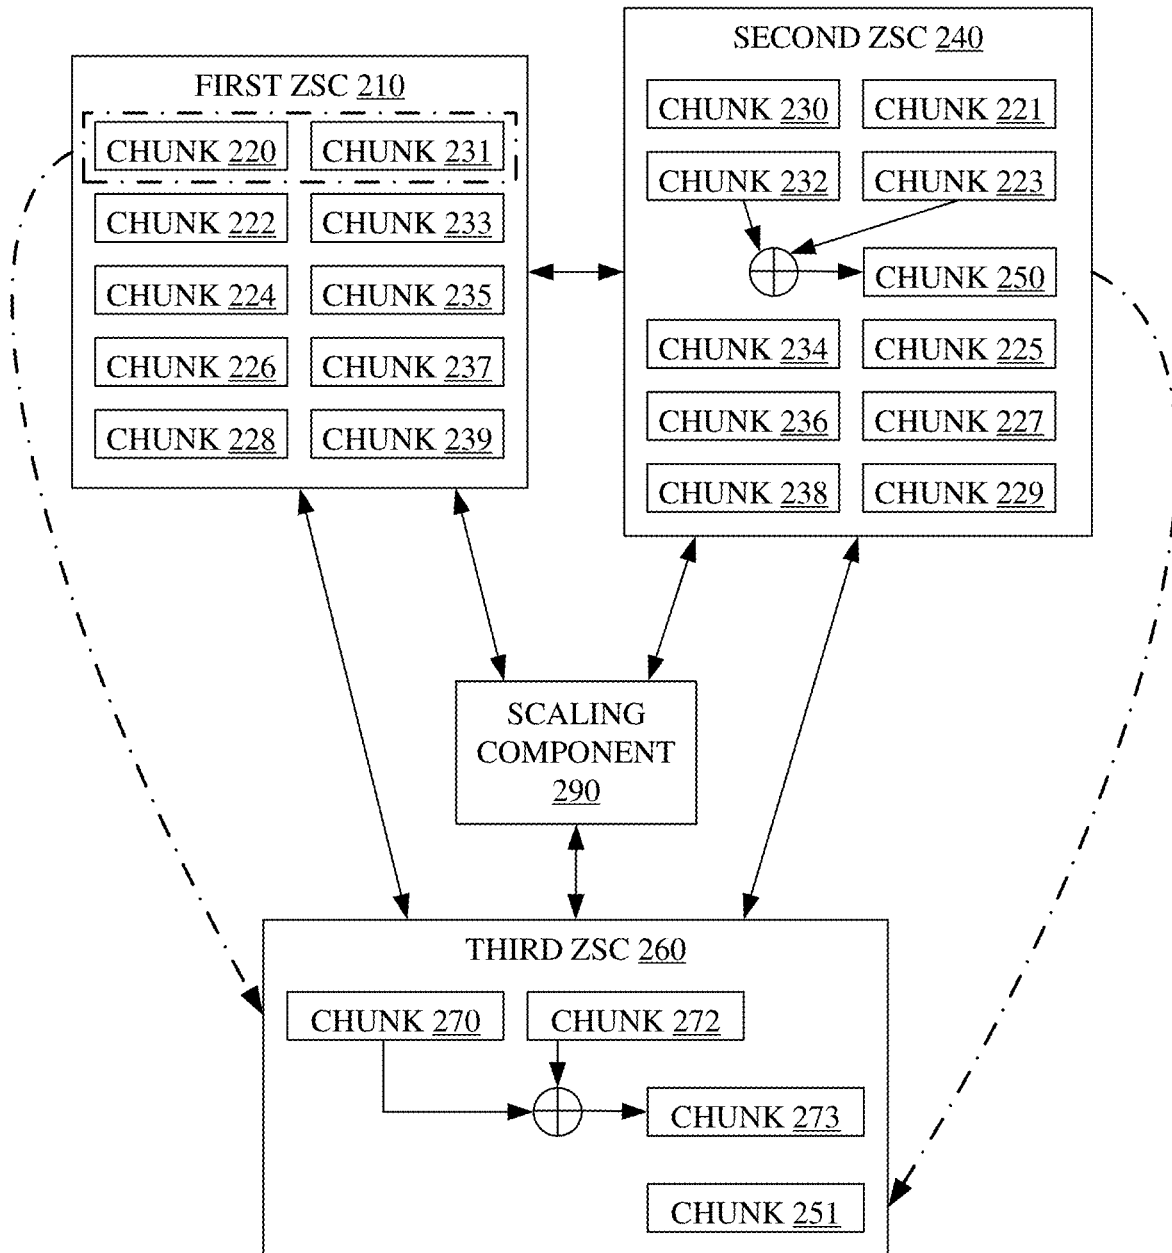 FIRST ZSC 210
CHUNK 220 CHUNK 231
CHUNK 222 CHUNK 233
CHUNK 224 CHUNK 235
CHUNK 226 CHUNK 237
CHUNK 228 CHUNK 239
SECOND ZSC 240
CHUNK 230 CHUNK 221
CHUNK 232 CHUNK 223
CHUNK 250
CHUNK 234 CHUNK 225
CHUNK 236 CHUNK 227
CHUNK 238 CHUNK 229
SCALING
COMPONENT
290
THIRD ZSC 260
CHUNK 270 CHUNK 272
CHUNK 273
CHUNK 251